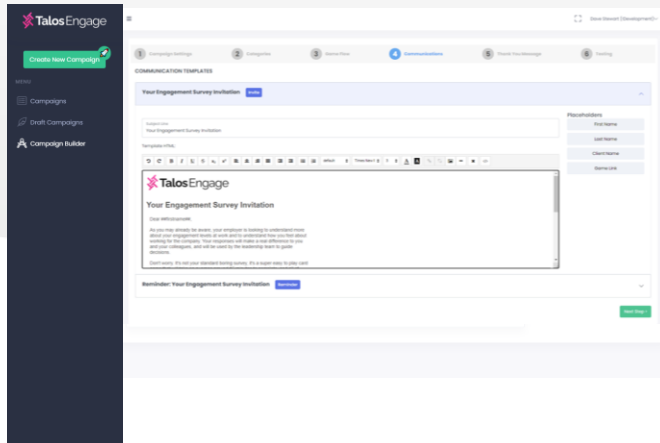 Talos Engage
Dave Stewart (Development)
Create New Campaign
MENU
Campaigns
Draft Campaigns
Campaign Builder
1 Campaign Settings
2 Categories
3 Game Flow
4 Communications
5 Thank You Message
6 Testing
COMMUNICATION TEMPLATES
Your Engagement Survey Invitation Invite
Subject Line
Your Engagement Survey Invitation
Template HTML
Placeholders
First Name
Last Name
Client Name
Game Link
Talos Engage
Your Engagement Survey Invitation
As you may already be aware, your employer is looking to understand more
about your engagement levels at work and to understand how you feel about
working for the company. Your responses will make a real difference to you
and your colleagues, and will be used by the leadership team to guide
decisions.
Don't worry, it's not your standard boring survey, it's a super easy to play card
Reminder: Your Engagement Survey Invitation Reminder
Next Step